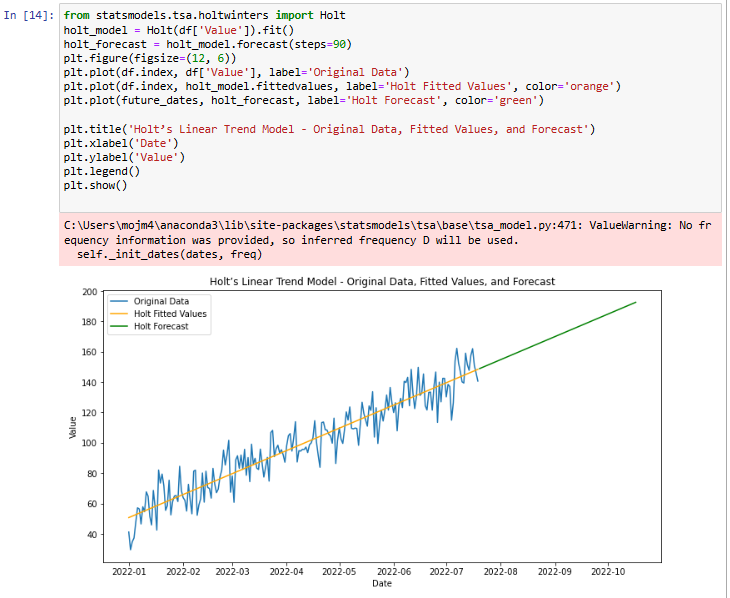 In [14]:
from statsmodels.tsa.holtwinters import Holt
holt_model = Holt(df['Value']).fit()
holt_forecast = holt_model.forecast(steps=90)
plt.figure(figsize=(12, 6))
plt.plot(df.index, df['Value'], label='Original Data')
plt.plot(df.index, holt_model.fittedvalues, label='Holt Fitted Values', color='orange')
plt.plot(future_dates, holt_forecast, label='Holt Forecast', color='green')
plt.title('Holt’s Linear Trend Model - Original Data, Fitted Values, and Forecast')
plt.xlabel('Date')
plt.ylabel('Value')
plt.legend()
plt.show()
C:\Users\mojm4\anaconda3\lib\site-packages\statsmodels\tsa\base\tsa_model.py:471: ValueWarning: No fr
equency information was provided, so inferred frequency D will be used.
self._init_dates(dates, freq)
Holt’s Linear Trend Model - Original Data, Fitted Values, and Forecast
Original Data
Holt Fitted Values
Holt Forecast
200
180
160
140
120
100
80
60
40
Value
2022-01 2022-02 2022-03 2022-04 2022-05 2022-06 2022-07 2022-08 2022-09 2022-10
Date